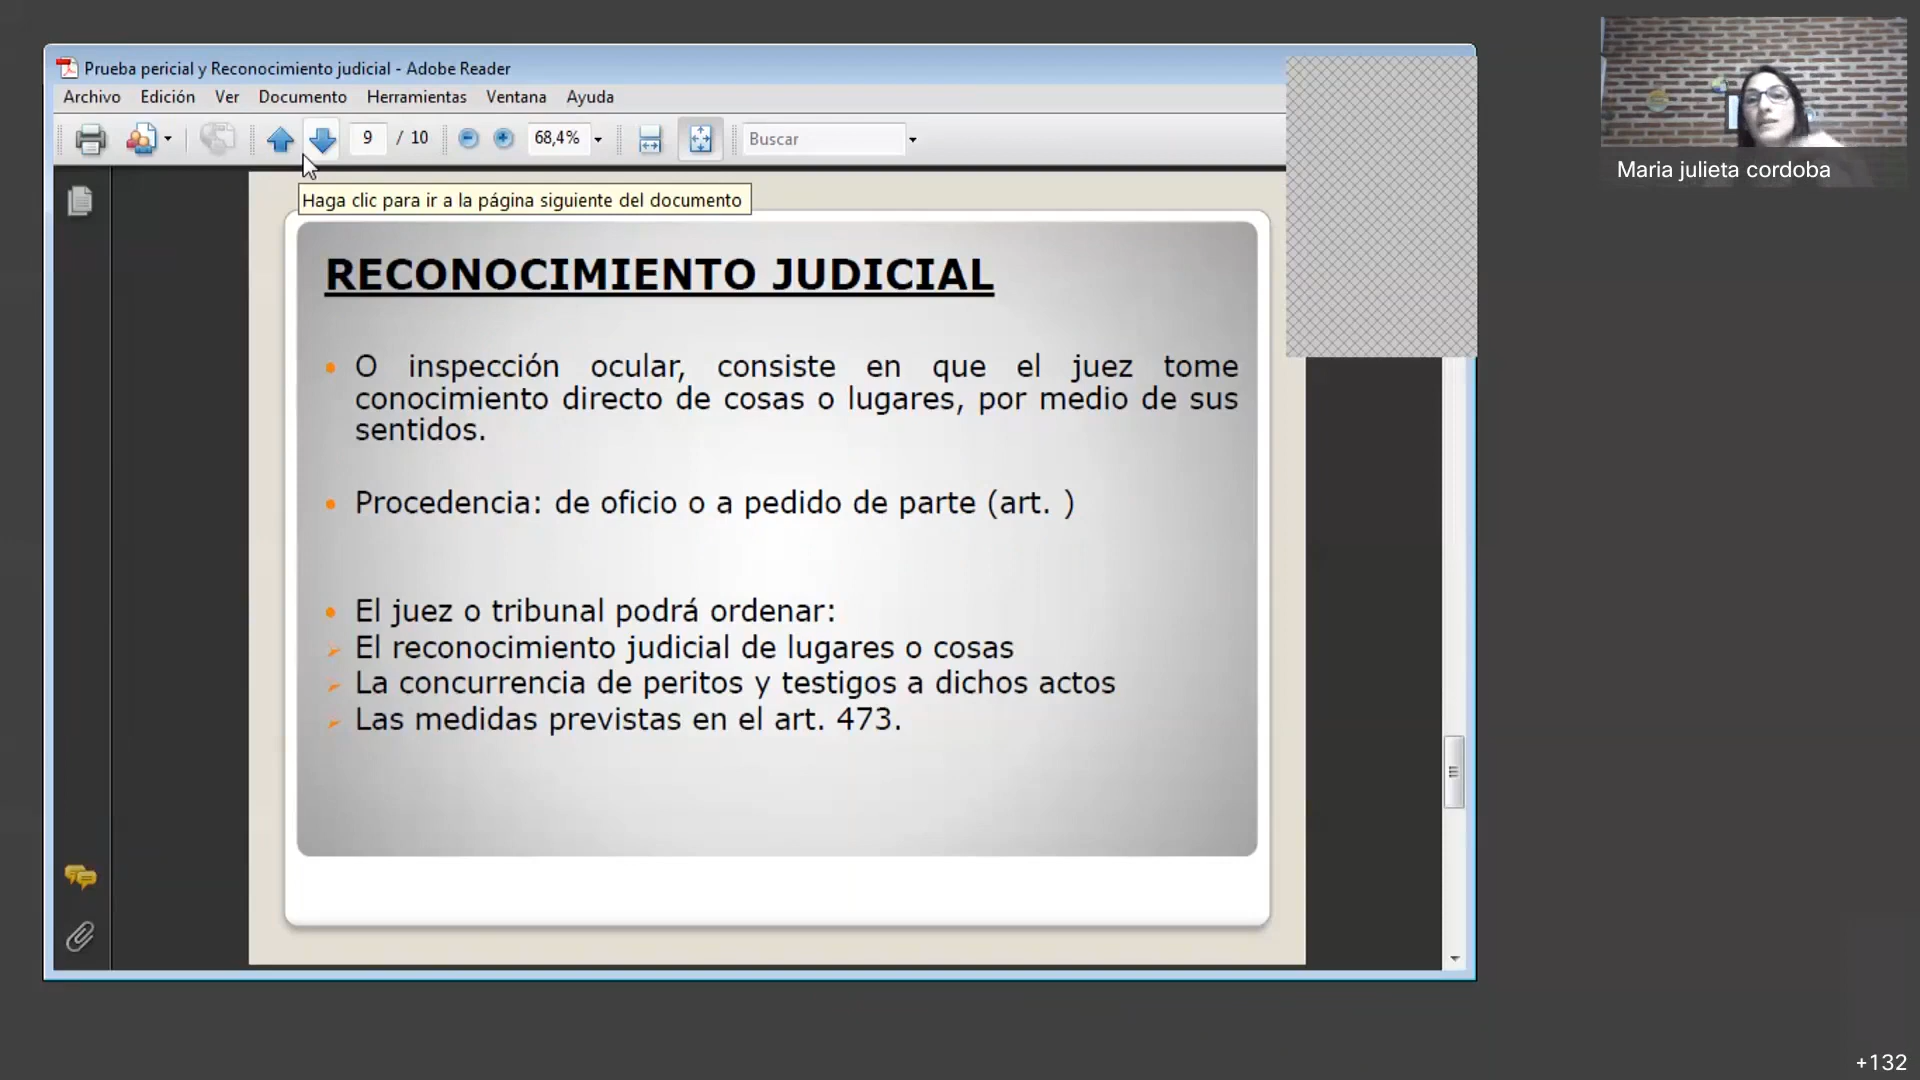 Prueba pericial y Reconocimiento judicial - Adobe Reader
Archivo Edición Ver Documento Herramientas Ventana Ayuda
9 / 10 68,4% Buscar
Haga clic para ir a la página siguiente del documento
RECONOCIMIENTO JUDICIAL
O inspección ocular, consiste en que el juez tome
conocimiento directo de cosas o lugares, por medio de sus
sentidos.
Procedencia: de oficio o a pedido de parte (art. )
El juez o tribunal podrá ordenar:
El reconocimiento judicial de lugares o cosas
La concurrencia de peritos y testigos a dichos actos
Las medidas previstas en el art. 473.
Maria julieta cordoba
+132